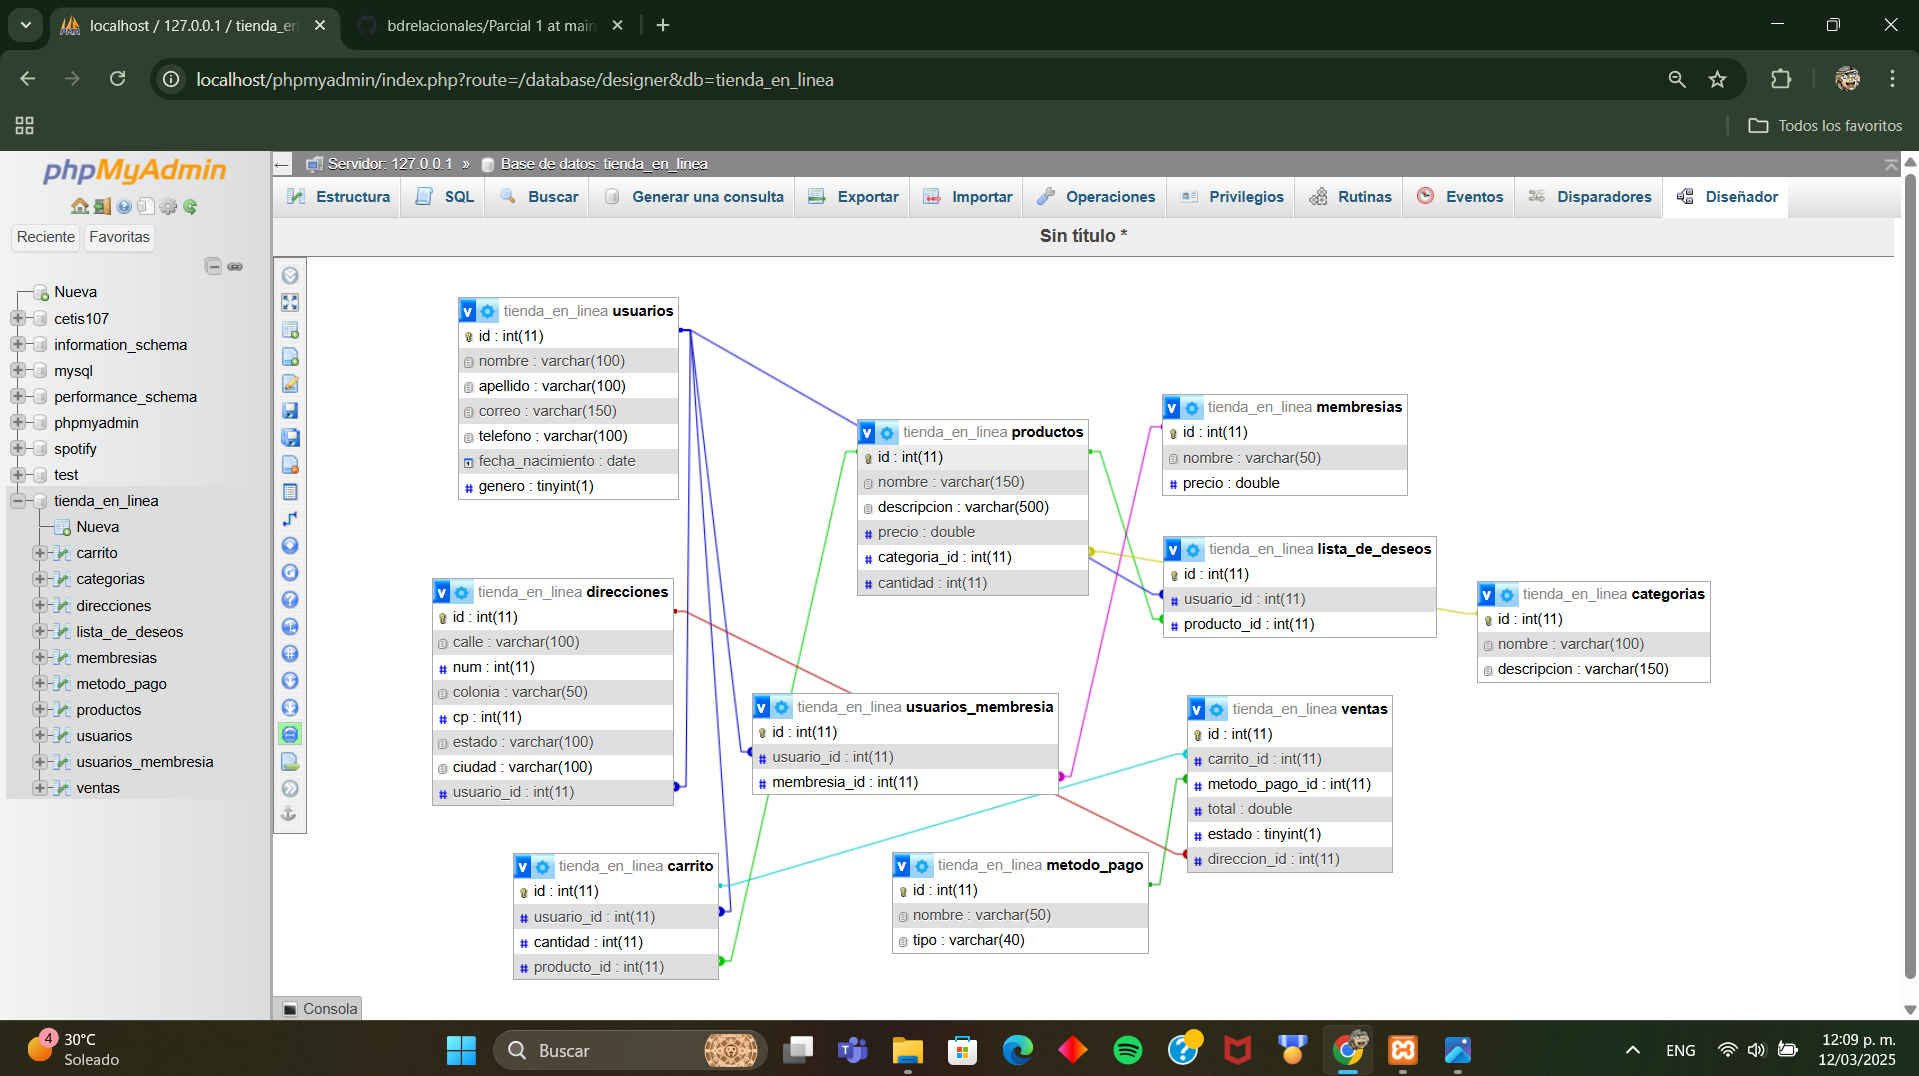 localhost / 127.0.0.1 / tienda_en
bdrelacionales/Parcial 1 at main
localhost/phpmyadmin/index.php?route=/database/designer&db=tienda_en_linea
Todos los favoritos
phpMyAdmin
Reciente
Favoritas
Nueva
cetis107
information_schema
mysql
performance_schema
phpmyadmin
spotify
test
tienda_en_linea
Nueva
carrito
categorias
direcciones
lista_de_deseos
membresias
metodo_pago
productos
usuarios
usuarios_membresia
ventas
Servidor: 127.0.0.1 » Base de datos: tienda_en_linea
Estructura
SQL
Buscar
Generar una consulta
Exportar
Importar
Operaciones
Privilegios
Rutinas
Eventos
Disparadores
Diseñador
Sin título *
v tienda_en_linea usuarios
id : int(11)
nombre : varchar(100)
apellido : varchar(100)
correo : varchar(150)
telefono : varchar(100)
fecha_nacimiento : date
# genero : tinyint(1)
v tienda_en_linea productos
id : int(11)
nombre : varchar(150)
descripcion : varchar(500)
# precio : double
# categoria_id : int(11)
# cantidad : int(11)
v tienda_en_linea membresias
id : int(11)
nombre : varchar(50)
# precio : double
v tienda_en_linea lista_de_deseos
id : int(11)
# usuario_id : int(11)
# producto_id : int(11)
v tienda_en_linea categorias
id : int(11)
nombre : varchar(100)
descripcion : varchar(150)
v tienda_en_linea direcciones
id : int(11)
calle : varchar(100)
# num : int(11)
colonia : varchar(50)
# cp : int(11)
estado : varchar(100)
ciudad : varchar(100)
# usuario_id : int(11)
v tienda_en_linea usuarios_membresia
id : int(11)
# usuario_id : int(11)
# membresia_id : int(11)
v tienda_en_linea ventas
id : int(11)
# carrito_id : int(11)
# metodo_pago_id : int(11)
# total : double
# estado : tinyint(1)
# direccion_id : int(11)
v tienda_en_linea carrito
id : int(11)
# usuario_id : int(11)
# cantidad : int(11)
# producto_id : int(11)
v tienda_en_linea metodo_pago
id : int(11)
nombre : varchar(50)
tipo : varchar(40)
Consola
4
30°C
Soleado
Buscar
ENG
12:09 p. m.
12/03/2025